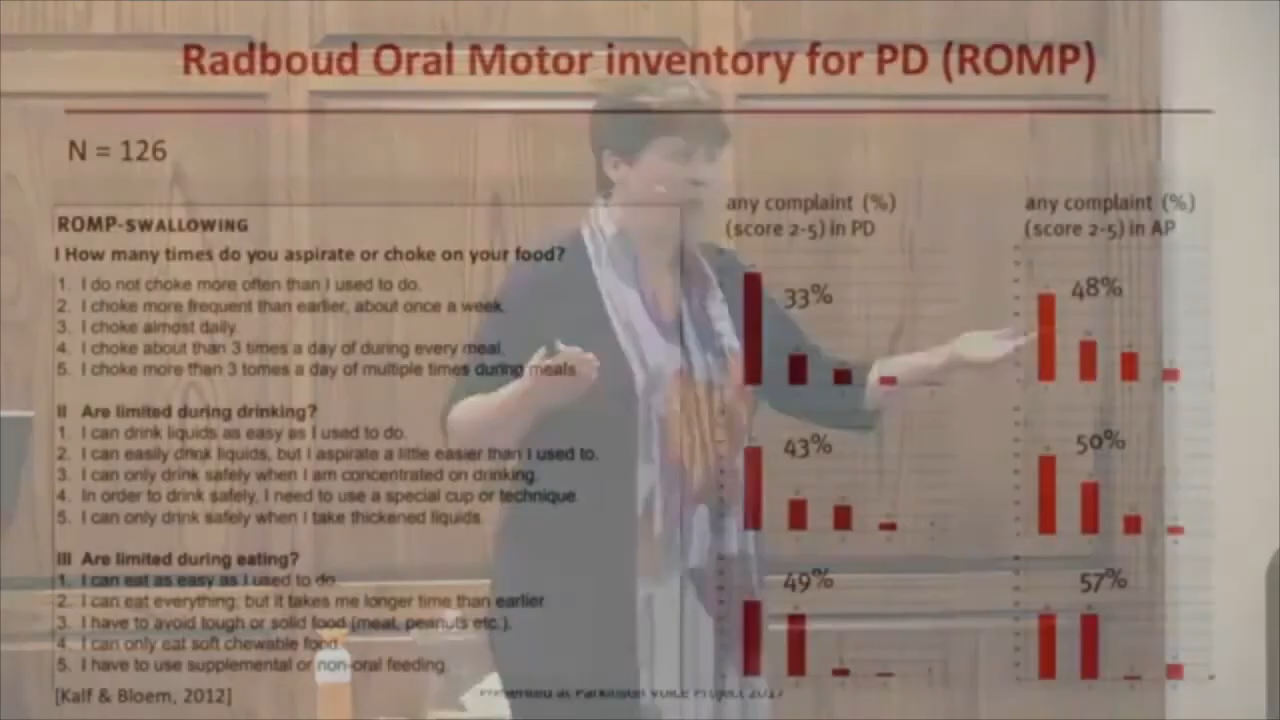 Radboud Oral Motor inventory for PD (ROMP)
N = 126
any complaint (%)
(score 2-5) in PD
any complaint (%)
(score 2-5) in AP
ROMP-SWALLOWING
I How many times do you aspirate or choke on your food?
1. I do not choke more often than I used to do.
2. I choke more frequent than earlier, about once a week.
3. I choke almost daily.
4. I choke about than 3 times a day of during every meal.
5. I choke more than 3 tomes a day of multiple times during meals.
33%
48%
II Are limited during drinking?
1. I can drink liquids as easy as I used to do.
2. I can easily drink liquids, but I aspirate a little easier than I used to.
3. I can only drink safely when I am concentrated on drinking.
4. In order to drink safely, I need to use a special cup or technique.
5. I can only drink safely when I take thickened liquids.
43%
50%
III Are limited during eating?
1. I can eat as easy as I used to do.
2. I can eat everything, but it takes me longer time than earlier.
3. I have to avoid tough or solid food (meat, peanuts etc.).
4. I can only eat soft chewable food.
5. I have to use supplemental or non-oral feeding.
49%
57%
[Kalf & Bloem, 2012]
Presented at Parkinson Voice Project 2017